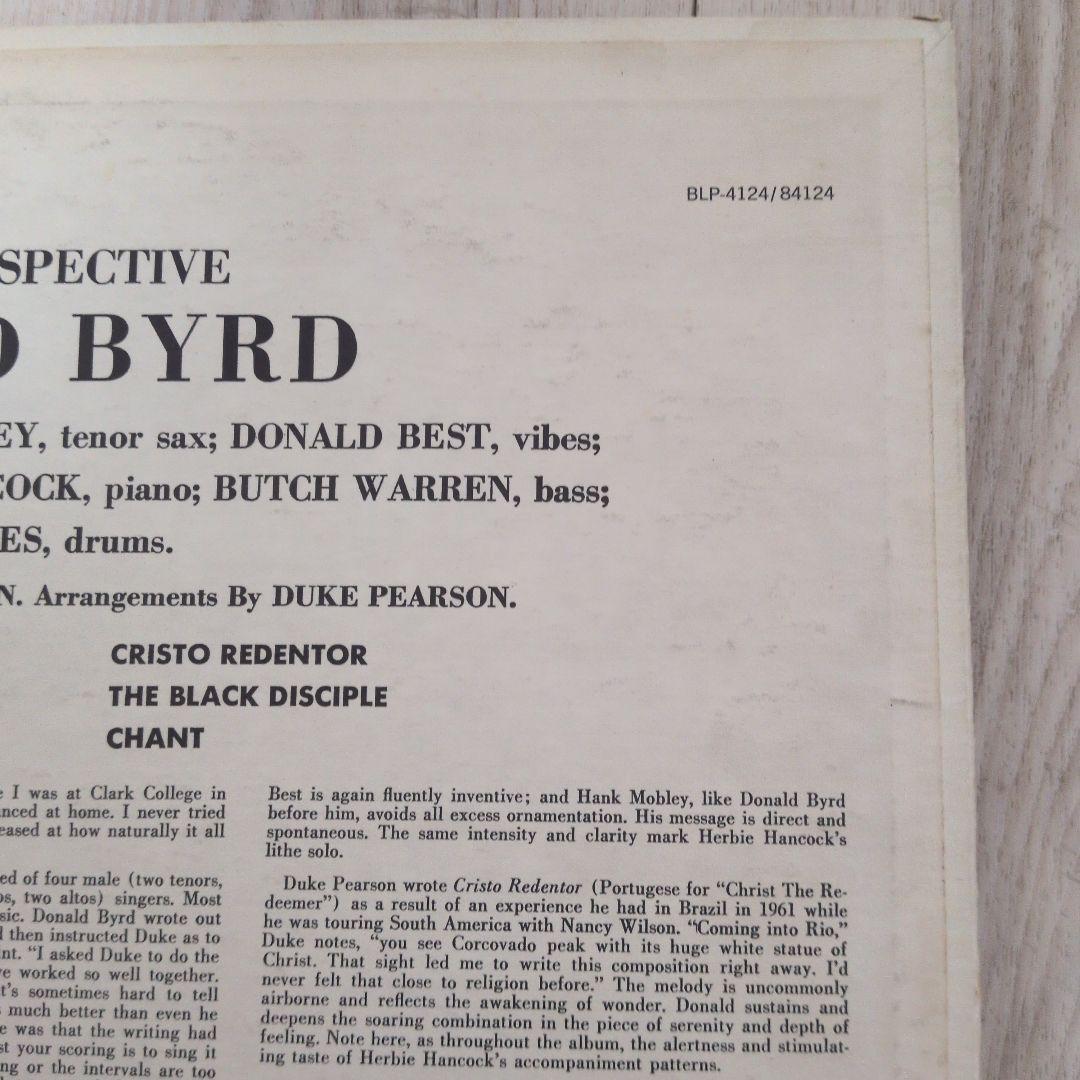 BLP-4124/84124
SPECTIVE
BYRD
EY, tenor sax; DONALD BEST, vibes;
COCK, piano; BUTCH WARREN, bass;
ES, drums.
N. Arrangements By DUKE PEARSON.
CRISTO REDENTOR
THE BLACK DISCIPLE
CHANT
I was at Clark College in
nced at home. I never tried
eased at how naturally it all
ed of four male (two tenors,
os, two altos) singers. Most
sic. Donald Byrd wrote out
then instructed Duke as to
nt. “I asked Duke to do the
e worked so well together.
t’s sometimes hard to tell
much better than even he
e was that the writing had
st your scoring is to sing it
ng or the intervals are too
Best is again fluently inventive; and Hank Mobley, like Donald Byrd
before him, avoids all excess ornamentation. His message is direct and
spontaneous. The same intensity and clarity mark Herbie Hancock’s
lithe solo.
Duke Pearson wrote Cristo Redentor (Portugese for “Christ The Re-
deemer”) as a result of an experience he had in Brazil in 1961 while
he was touring South America with Nancy Wilson. “Coming into Rio,”
Duke notes, “you see Corcovado peak with its huge white statue of
Christ. That sight led me to write this composition right away. I’d
never felt that close to religion before.” The melody is uncommonly
airborne and reflects the awakening of wonder. Donald sustains and
deepens the soaring combination in the piece of serenity and depth of
feeling. Note here, as throughout the album, the alertness and stimulat-
ing taste of Herbie Hancock’s accompaniment patterns.